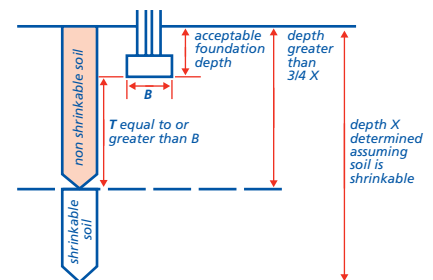 acceptable
foundation
depth
depth
greater
than
3/4 X
B
non shrinkable soil
T equal to or
greater than B
depth X
determined
assuming
soil is
shrinkable
shrinkable
soil